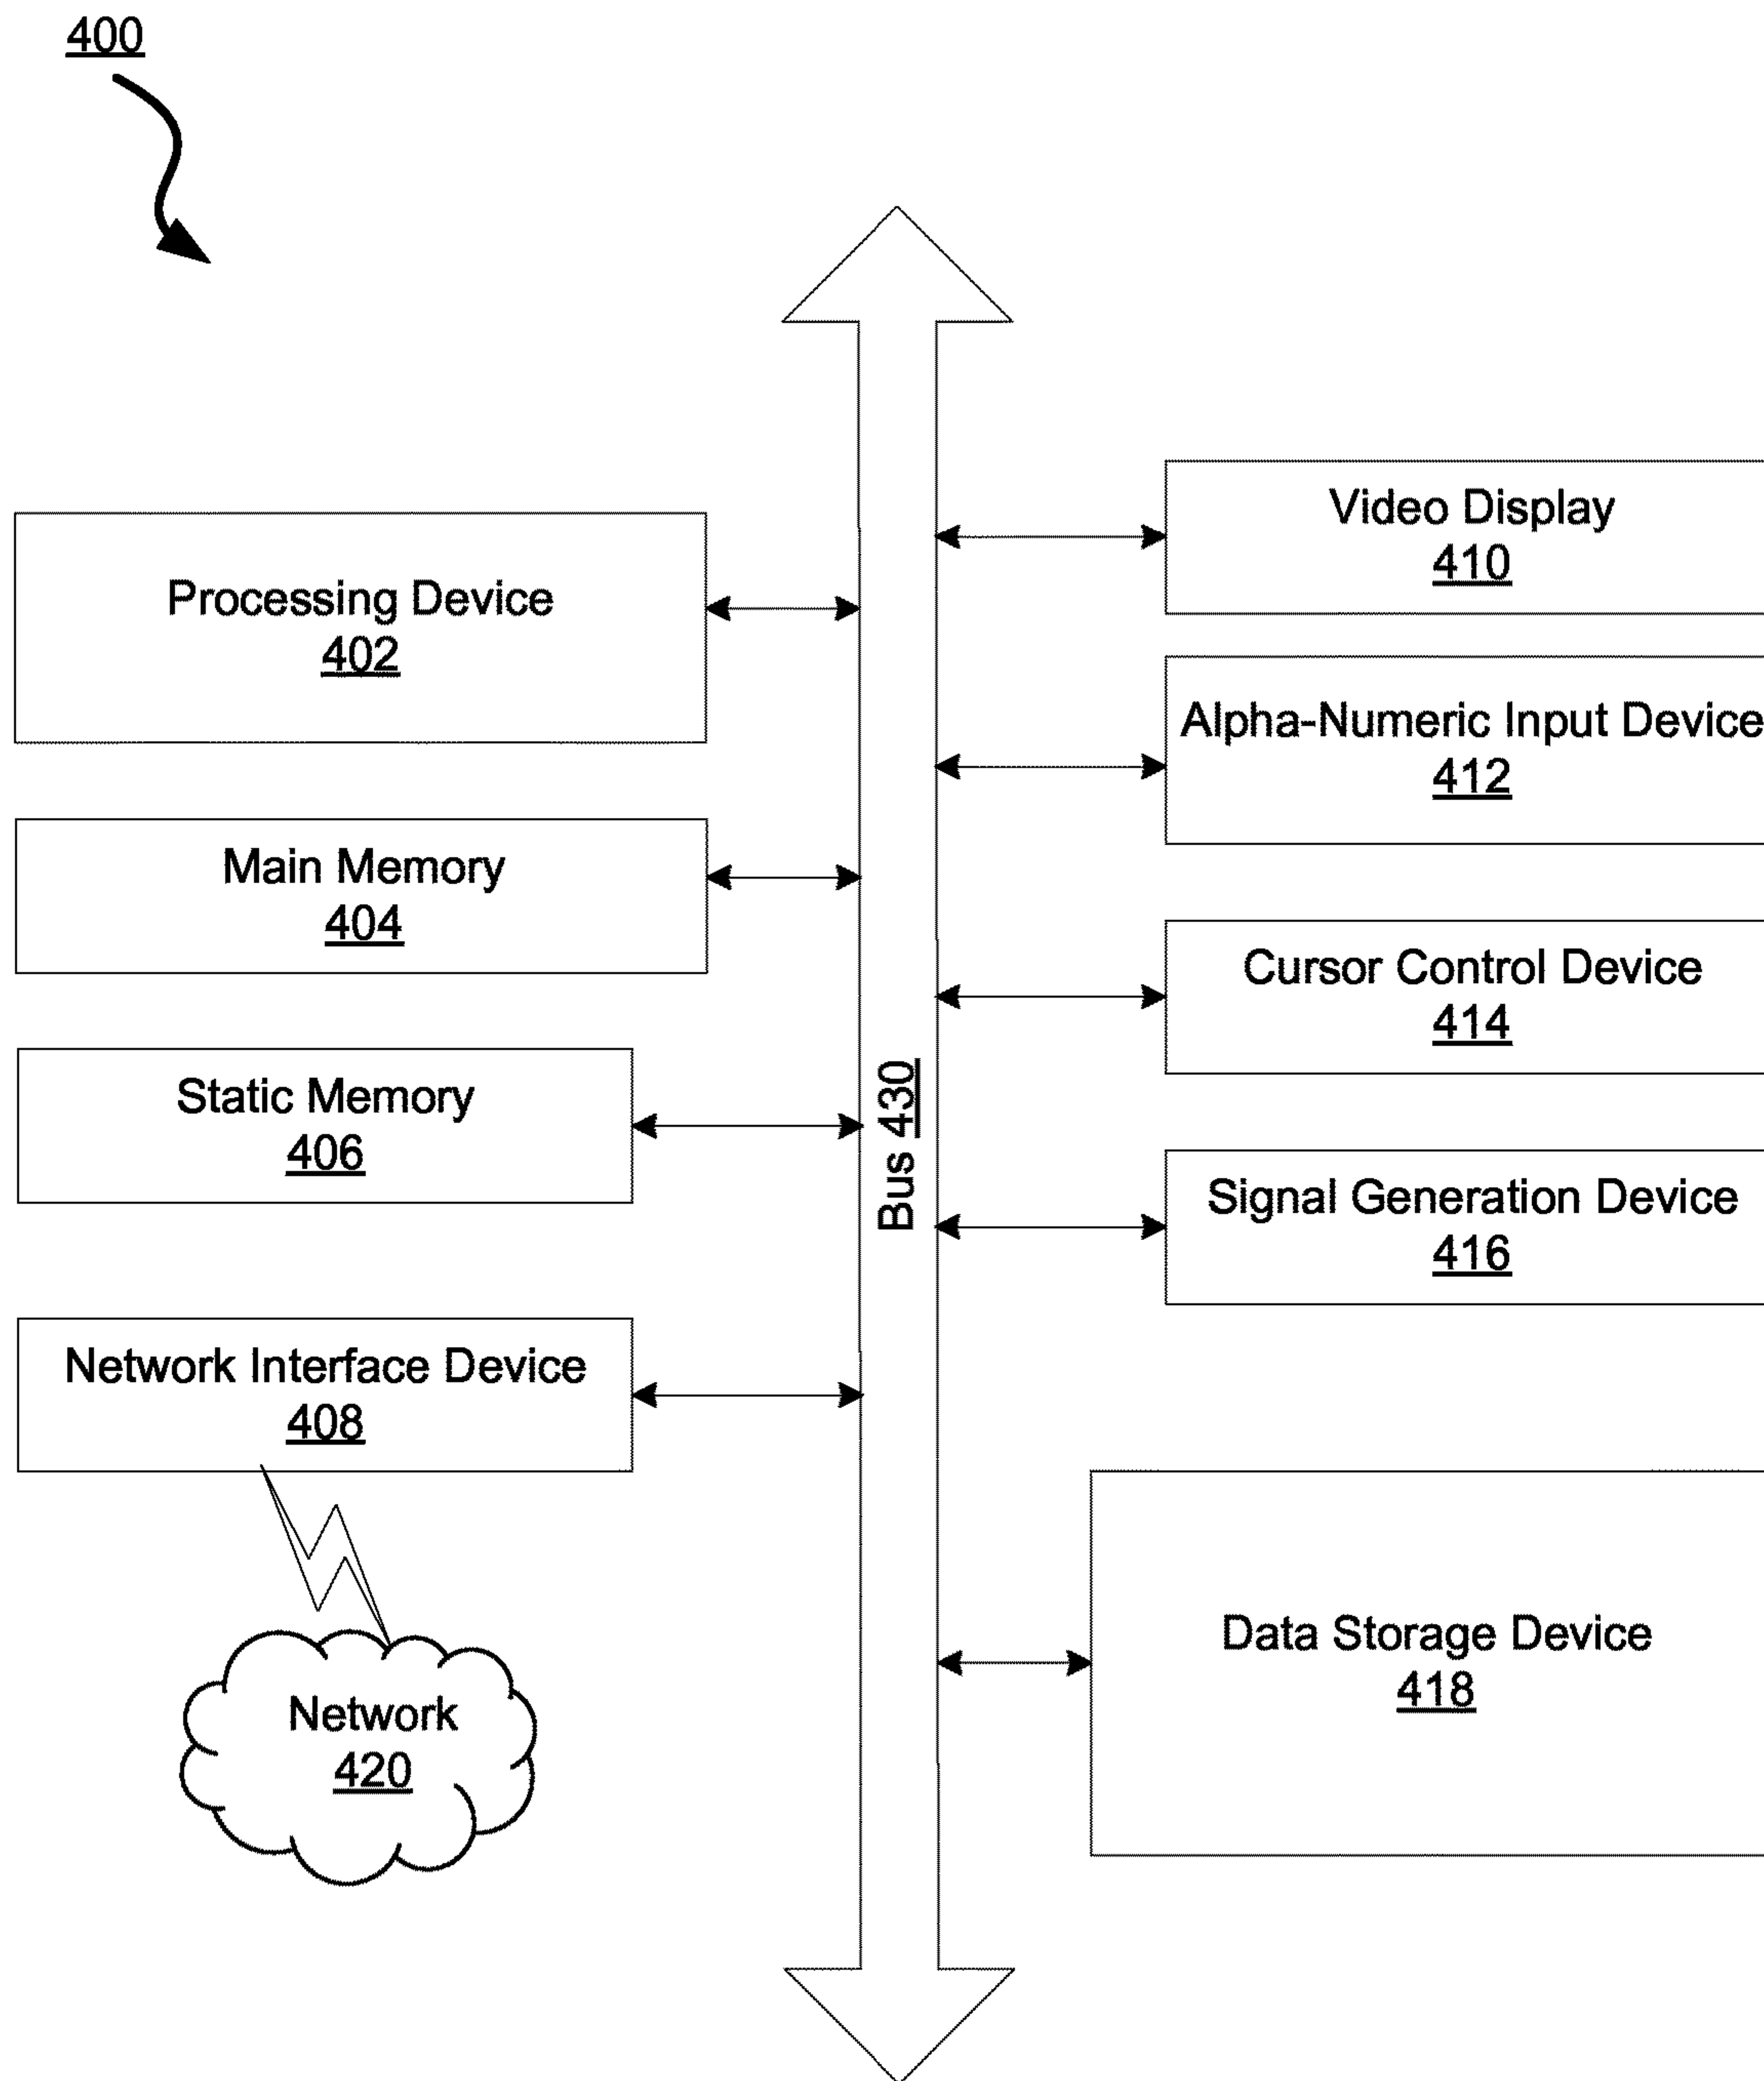 400
Processing Device
402
Main Memory
404
Static Memory
406
Network Interface Device
408
Network
420
Bus 430
Video Display
410
Alpha-Numeric Input Device
412
Cursor Control Device
414
Signal Generation Device
416
Data Storage Device
418